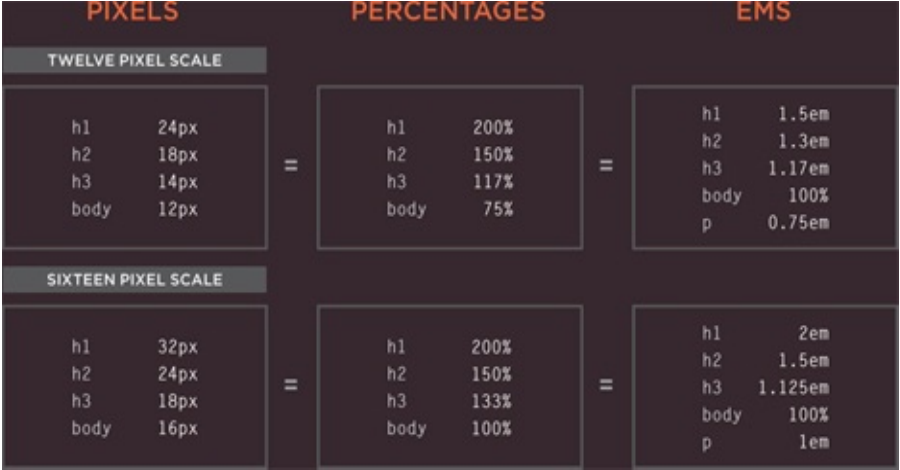 PIXELS PERCENTAGES EMS
TWELVE PIXEL SCALE
h1 24px
h2 18px
h3 14px
body 12px
=
h1 200%
h2 150%
h3 117%
body 75%
=
h1 1.5em
h2 1.3em
h3 1.17em
body 100%
p 0.75em
SIXTEEN PIXEL SCALE
h1 32px
h2 24px
h3 18px
body 16px
=
h1 200%
h2 150%
h3 133%
body 100%
=
h1 2em
h2 1.5em
h3 1.125em
body 100%
p 1em